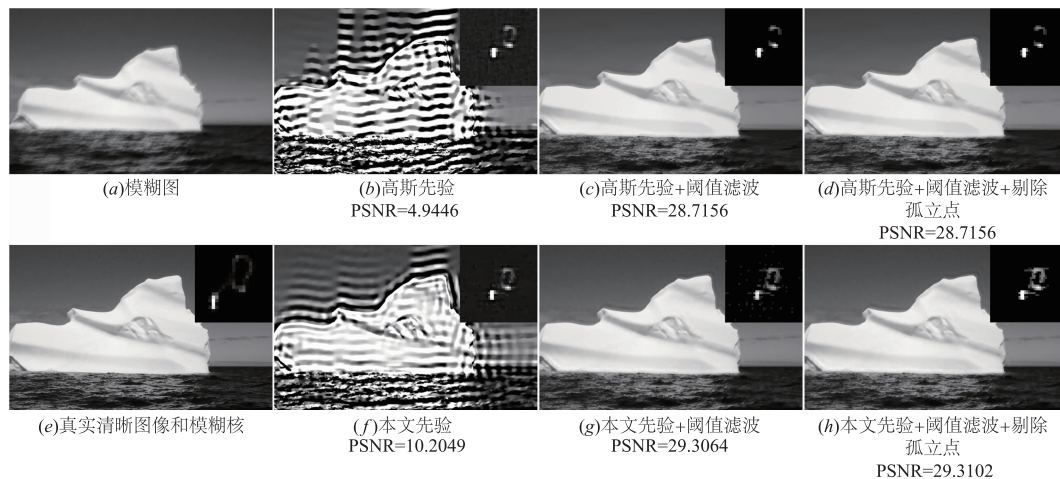 (a)模糊图
(b)高斯先验
PSNR=4.9446
(c)高斯先验+阈值滤波
PSNR=28.7156
(d)高斯先验+阈值滤波+剔除
孤立点
PSNR=28.7156
(e)真实清晰图像和模糊核
(f)本文先验
PSNR=10.2049
(g)本文先验+阈值滤波
PSNR=29.3064
(h)本文先验+阈值滤波+剔除
孤立点
PSNR=29.3102